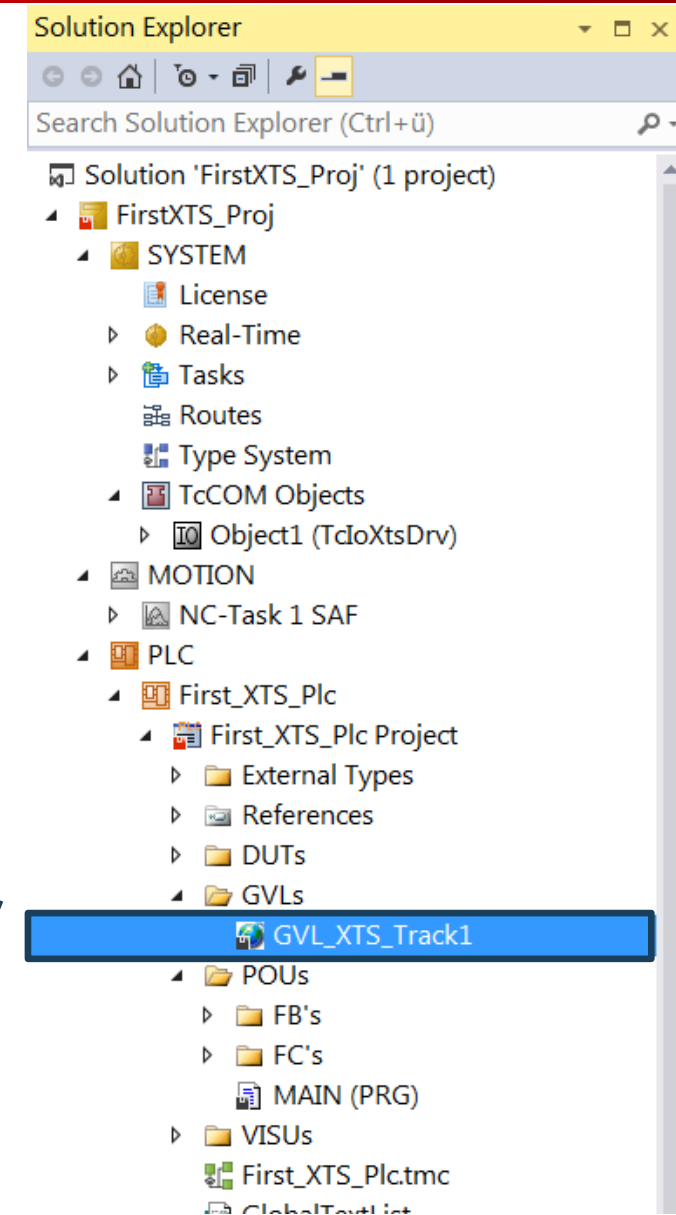 Solution Explorer
Search Solution Explorer (Ctrl+ü)
Solution 'FirstXTS_Proj' (1 project)
FirstXTS_Proj
SYSTEM
License
Real-Time
Tasks
Routes
Type System
TcCOM Objects
IO Object1 (TcIoXtsDrv)
MOTION
NC-Task 1 SAF
PLC
First_XTS_Plc
First_XTS_Plc Project
External Types
References
DUTs
GVLs
GVL_XTS_Track1
POUs
FB's
FC's
MAIN (PRG)
VISUs
First_XTS_Plc.tmc
GlobalTextList